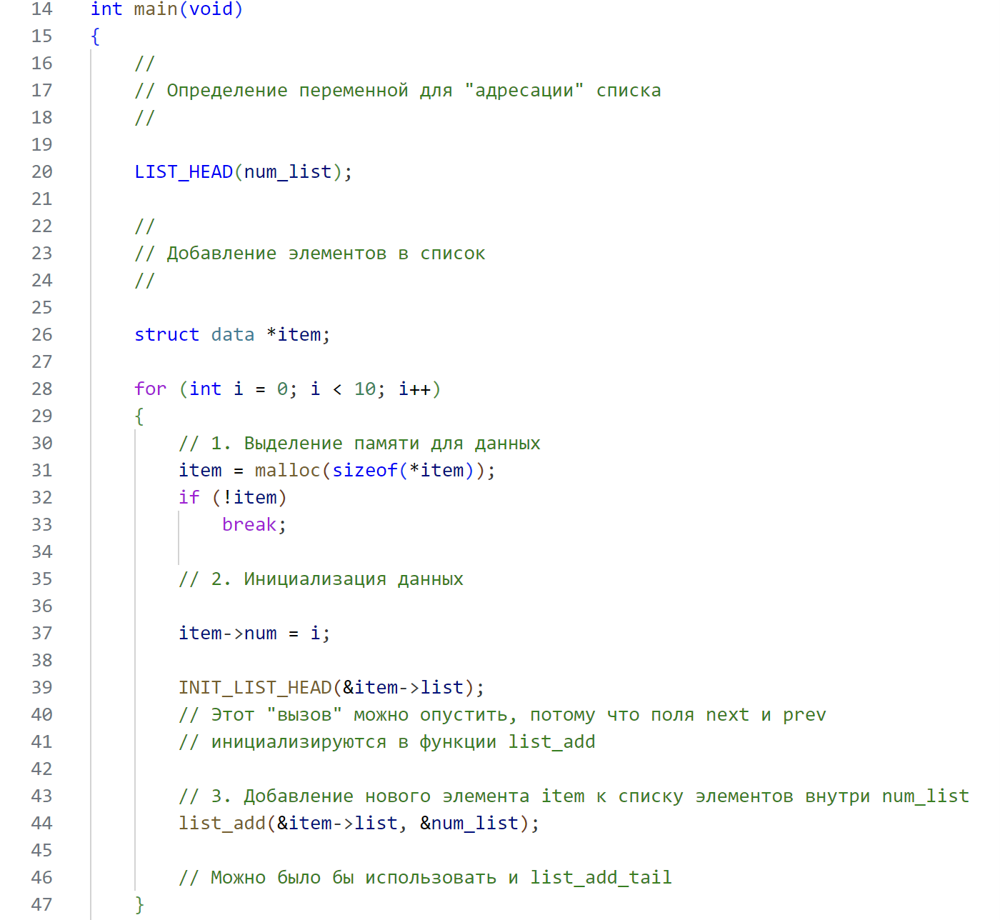 14 int main(void)
15 {
16 //
17 // Определение переменной для "адресации" списка
18 //
19
20 LIST_HEAD(num_list);
21
22 //
23 // Добавление элементов в список
24 //
25
26 struct data *item;
27
28 for (int i = 0; i < 10; i++)
29 {
30 // 1. Выделение памяти для данных
31 item = malloc(sizeof(*item));
32 if (!item)
33 break;
34
35 // 2. Инициализация данных
36
37 item->num = i;
38
39 INIT_LIST_HEAD(&item->list);
40 // Этот "вызов" можно опустить, потому что поля next и prev
41 // инициализируются в функции list_add
42
43 // 3. Добавление нового элемента item к списку элементов внутри num_list
44 list_add(&item->list, &num_list);
45
46 // Можно было бы использовать и list_add_tail
47 }